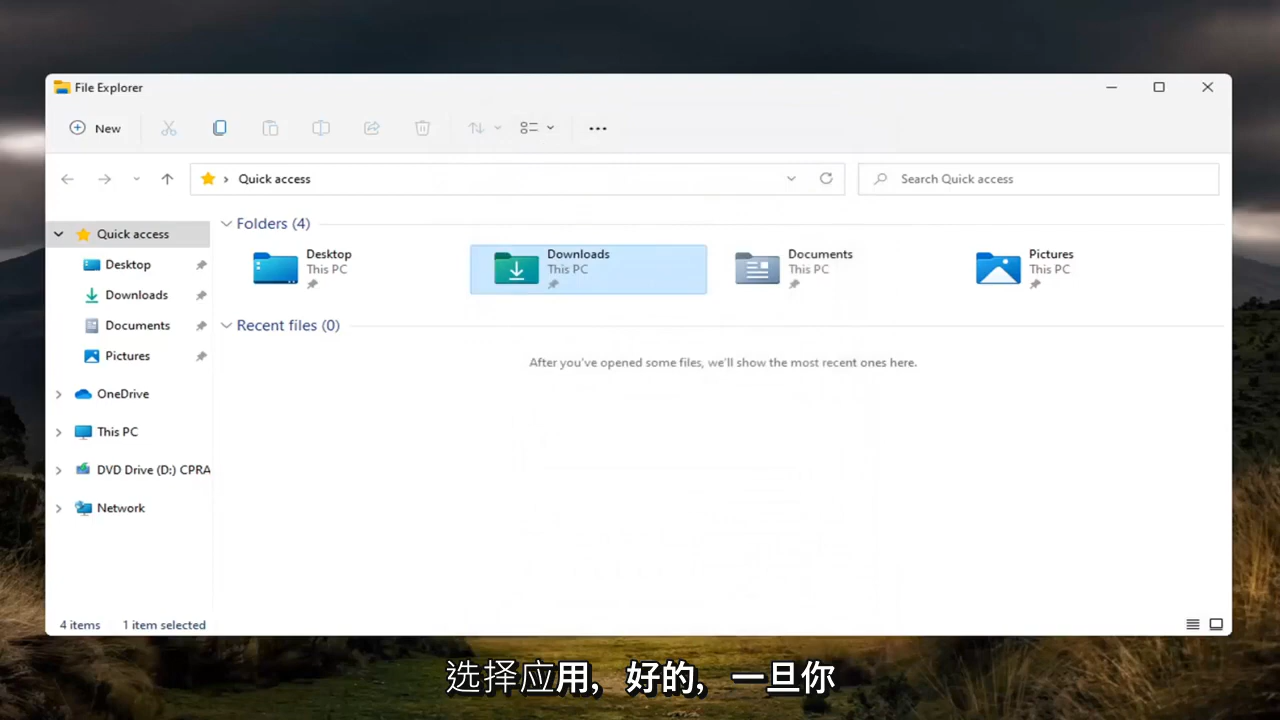 File Explorer
New
Quick access
Search Quick access
Quick access
Desktop
Downloads
Documents
Pictures
OneDrive
This PC
DVD Drive (D:) CPRA
Network
Folders (4)
Desktop
This PC
Downloads
This PC
Documents
This PC
Pictures
This PC
Recent files (0)
After you've opened some files, we'll show the most recent ones here.
4 items 1 item selected
选择应用，好的，一旦你